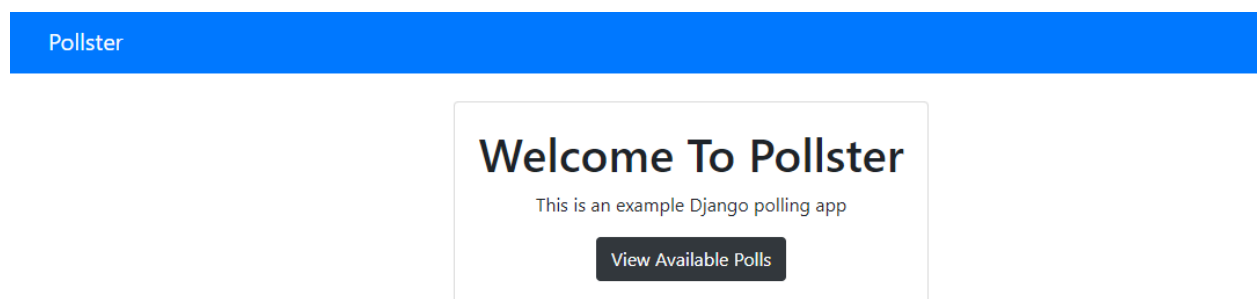 Pollster
Welcome To Pollster
This is an example Django polling app
View Available Polls